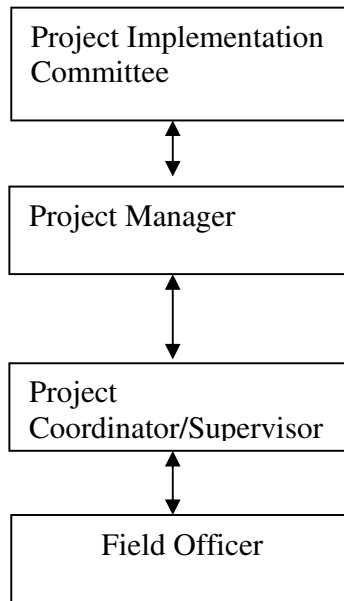 Project Implementation
Committee
Project Manager
Project
Coordinator/Supervisor
Field Officer